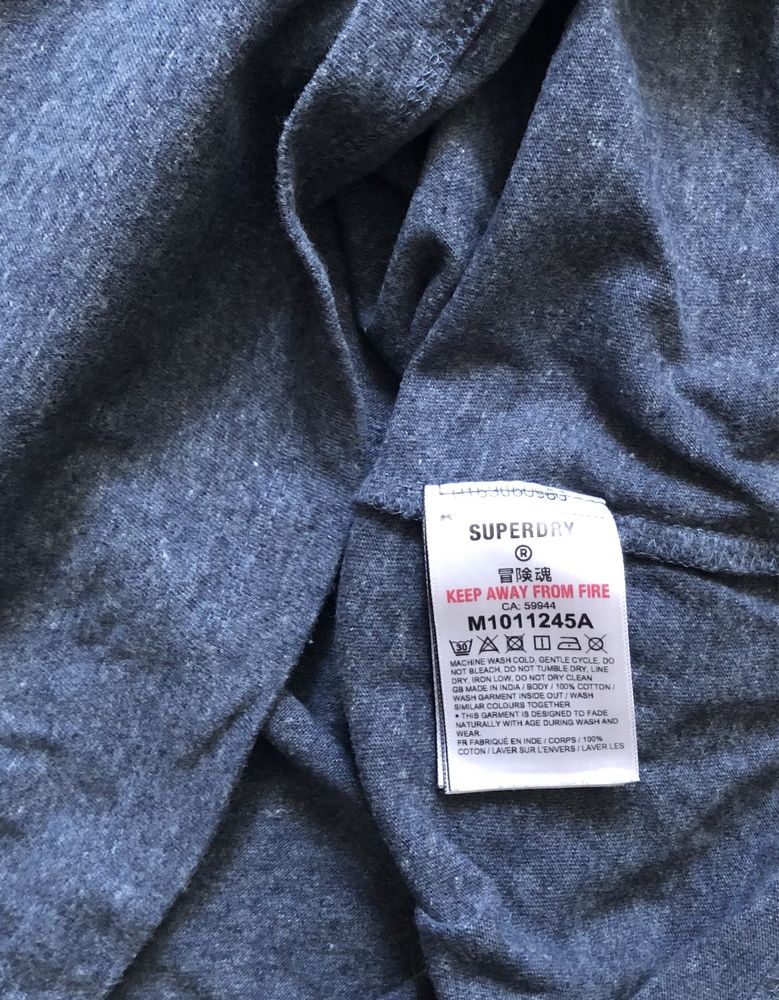 SUPERDRY
®
冒険魂
KEEP AWAY FROM FIRE
CA: 59944
M1011245A
30
MACHINE WASH COLD, GENTLE CYCLE, DO
NOT BLEACH, DO NOT TUMBLE DRY, LINE
DRY, IRON LOW, DO NOT DRY CLEAN
GB MADE IN INDIA / BODY / 100% COTTON /
WASH GARMENT INSIDE OUT / WASH
SIMILAR COLOURS TOGETHER
• THIS GARMENT IS DESIGNED TO FADE
NATURALLY WITH AGE DURING WASH AND
WEAR.
FR FABRIQUÉ EN INDE / CORPS / 100%
COTON / LAVER SUR L'ENVERS / LAVER LES